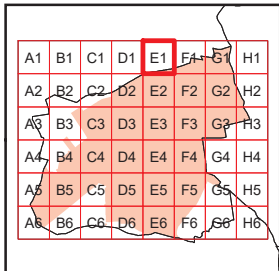 A1 B1 C1 D1 E1 F1 G1 H1
A2 B2 C2 D2 E2 F2 G2 H2
A3 B3 C3 D3 E3 F3 G3 H3
A4 B4 C4 D4 E4 F4 G4 H4
A5 B5 C5 D5 E5 F5 G5 H5
A6 B6 C6 D6 E6 F6 G6 H6